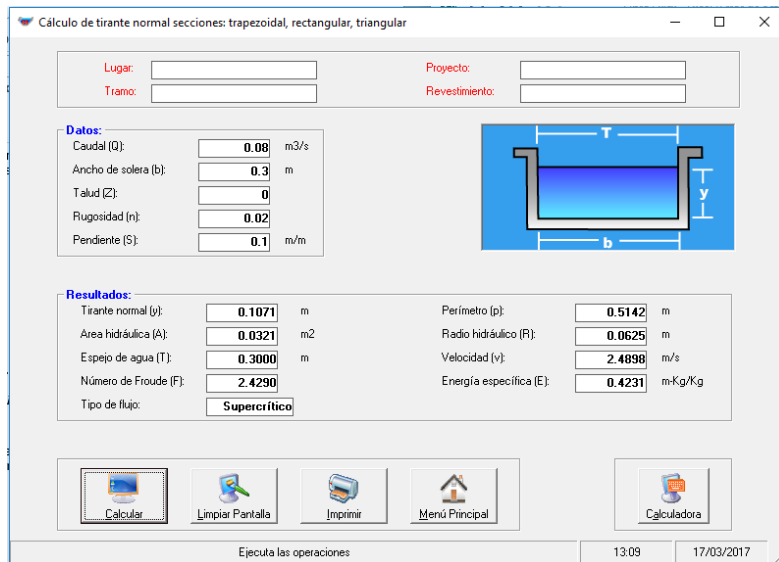 Cálculo de tirante normal secciones: trapezoidal, rectangular, triangular
Lugar:
Proyecto:
Tramo:
Revestimiento:
Datos:
Caudal (Q): 0.08 m3/s
Ancho de solera (b): 0.3 m
Talud (Z): 0
Rugosidad (n): 0.02
Pendiente (S): 0.1 m/m
T
y
b
Resultados:
Tirante normal (y): 0.1071 m
Perímetro (p): 0.5142 m
Area hidráulica (A): 0.0321 m2
Radio hidráulico (R): 0.0625 m
Espejo de agua (T): 0.3000 m
Velocidad (v): 2.4898 m/s
Número de Froude (F): 2.4290
Energía específica (E): 0.4231 m-Kg/Kg
Tipo de flujo: Supercrítico
Calcular
Limpiar Pantalla
Imprimir
Menú Principal
Calculadora
Ejecuta las operaciones 13:09 17/03/2017